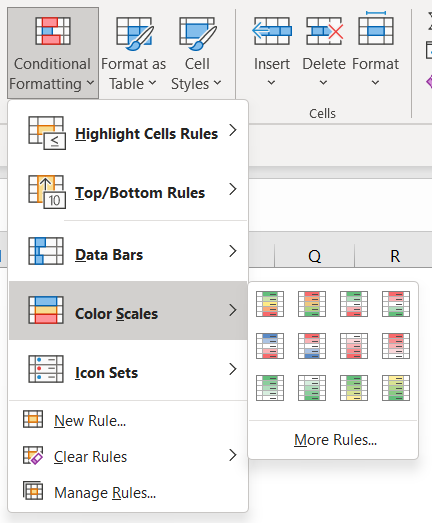 Conditional
Formatting
Format as
Table
Cell
Styles
Insert
Delete
Format
Cells
Highlight Cells Rules
Top/Bottom Rules
10
Data Bars
Q
R
Color Scales
Icon Sets
New Rule...
Clear Rules
Manage Rules...
More Rules...